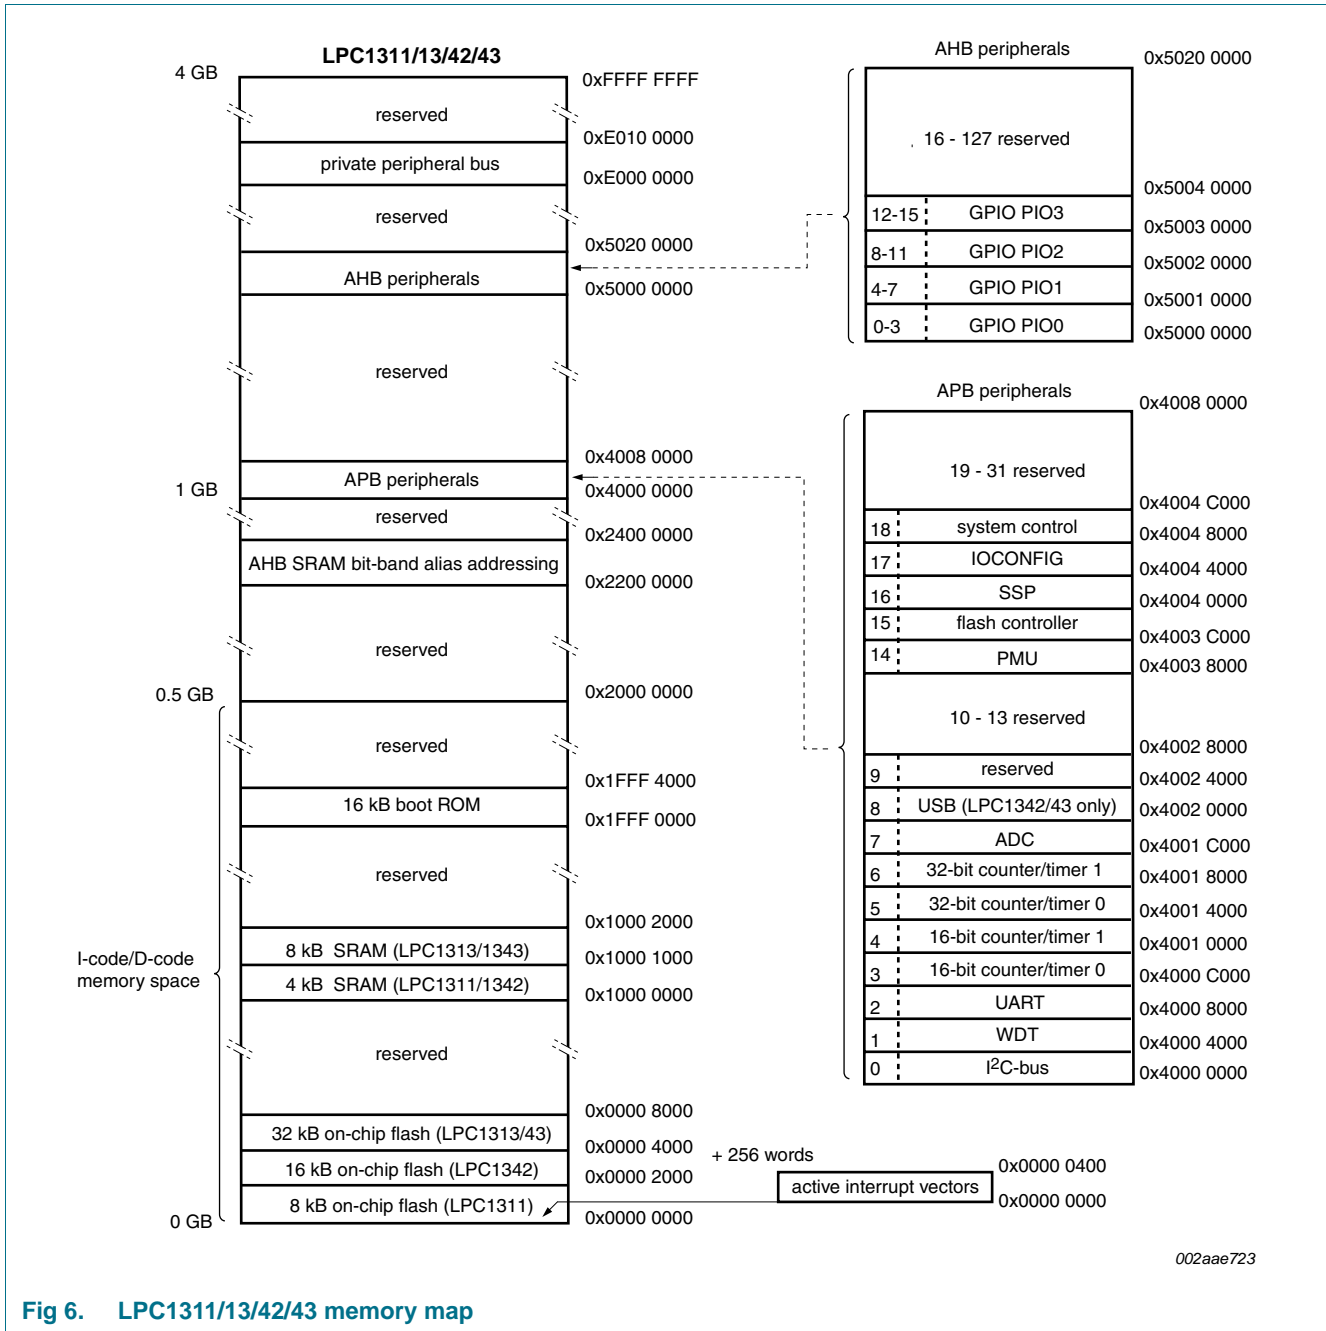 LPC1311/13/42/43
4 GB
0xFFFF FFFF
reserved
0xE010 0000
private peripheral bus
0xE000 0000
reserved
0x5020 0000
AHB peripherals
0x5000 0000
reserved
0x4008 0000
APB peripherals
1 GB
0x4000 0000
reserved
0x2400 0000
AHB SRAM bit-band alias addressing
0x2200 0000
reserved
0.5 GB
0x2000 0000
reserved
0x1FFF 4000
16 kB boot ROM
0x1FFF 0000
reserved
0x1000 2000
I-code/D-code
memory space
8 kB SRAM (LPC1313/1343)
0x1000 1000
4 kB SRAM (LPC1311/1342)
0x1000 0000
reserved
0x0000 8000
32 kB on-chip flash (LPC1313/43)
0x0000 4000
16 kB on-chip flash (LPC1342)
0x0000 2000
8 kB on-chip flash (LPC1311)
0 GB
0x0000 0000
+ 256 words
0x0000 0400
active interrupt vectors
0x0000 0000
AHB peripherals
0x5020 0000
16 - 127 reserved
0x5004 0000
12-15 GPIO PIO3
0x5003 0000
8-11 GPIO PIO2
0x5002 0000
4-7 GPIO PIO1
0x5001 0000
0-3 GPIO PIO0
0x5000 0000
APB peripherals
0x4008 0000
19 - 31 reserved
0x4004 C000
18 system control
0x4004 8000
17 IOCONFIG
0x4004 4000
16 SSP
0x4004 0000
15 flash controller
0x4003 C000
14 PMU
0x4003 8000
10 - 13 reserved
0x4002 8000
9 reserved
0x4002 4000
8 USB (LPC1342/43 only)
0x4002 0000
7 ADC
0x4001 C000
6 32-bit counter/timer 1
0x4001 8000
5 32-bit counter/timer 0
0x4001 4000
4 16-bit counter/timer 1
0x4001 0000
3 16-bit counter/timer 0
0x4000 C000
2 UART
0x4000 8000
1 WDT
0x4000 4000
0 I2C-bus
0x4000 0000
002aae723
Fig 6. LPC1311/13/42/43 memory map